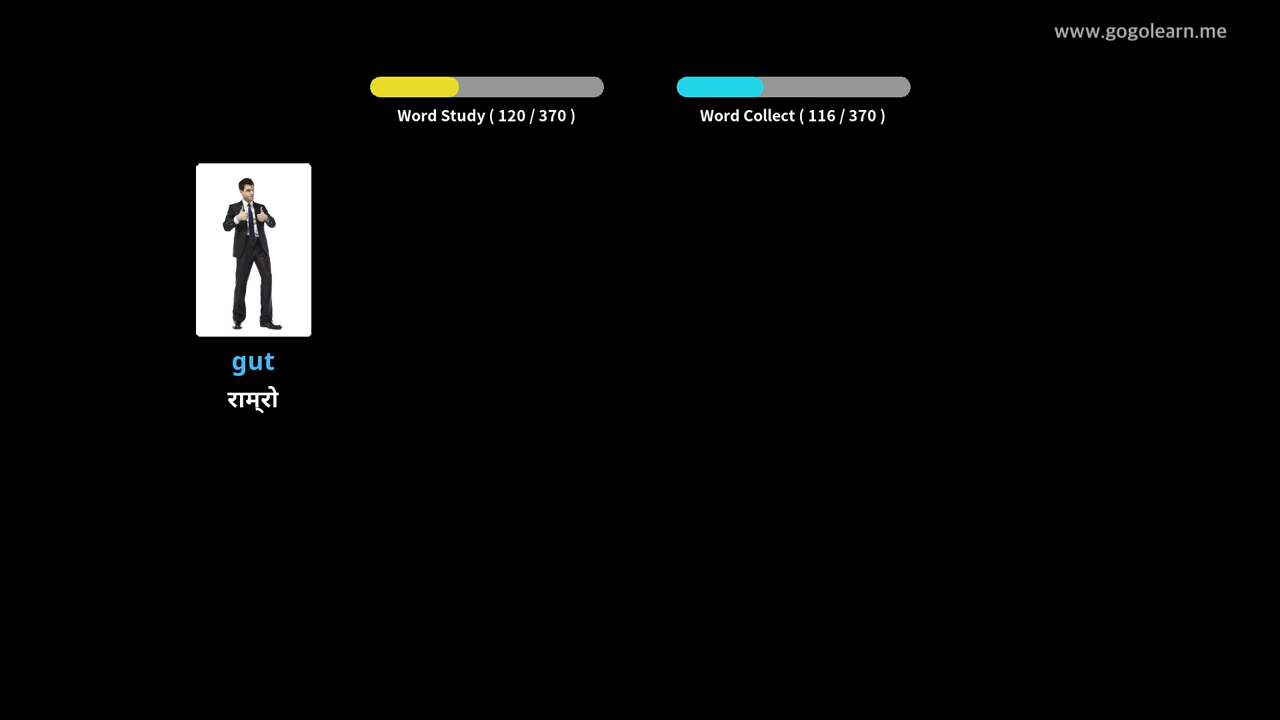 www.gogolearn.me
Word Study ( 120 / 370 )
Word Collect ( 116 / 370 )
gut
राम्रो